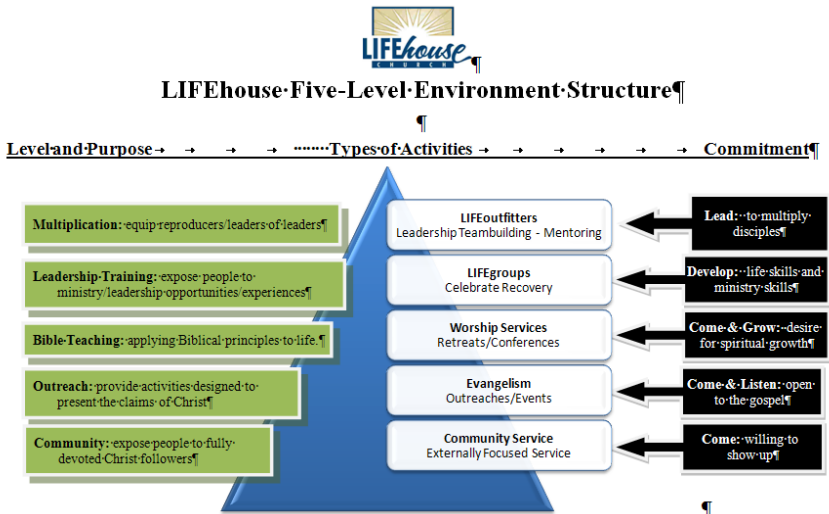 LIFEhouse
CHURCH¶
LIFEhouse·Five-Level·Environment·Structure¶
¶
Level·and·Purpose→ → → → → ········Types·of·Activities → → → → → → Commitment¶
Multiplication:·equip·reproducers/leaders·of·leaders¶
LIFEoutfitters
Leadership Teambuilding - Mentoring
Lead:··to·multiply·
disciples¶
Leadership·Training:·expose·people·to·
ministry/leadership·opportunities/experiences¶
LIFEgroups
Celebrate Recovery
Develop:··life·skills·and·
ministry·skills¶
Bible·Teaching:·applying·Biblical·principles·to·life.¶
Worship Services
Retreats/Conferences
Come·&·Grow:·desire·
for·spiritual·growth¶
Outreach:·provide·activities·designed·to·
present·the·claims·of·Christ¶
Evangelism
Outreaches/Events
Come·&·Listen:·open·
to·the·gospel¶
Community:·expose·people·to·fully·
devoted·Christ·followers¶
Community Service
Externally Focused Service
Come:·willing·to·
show·up¶
¶